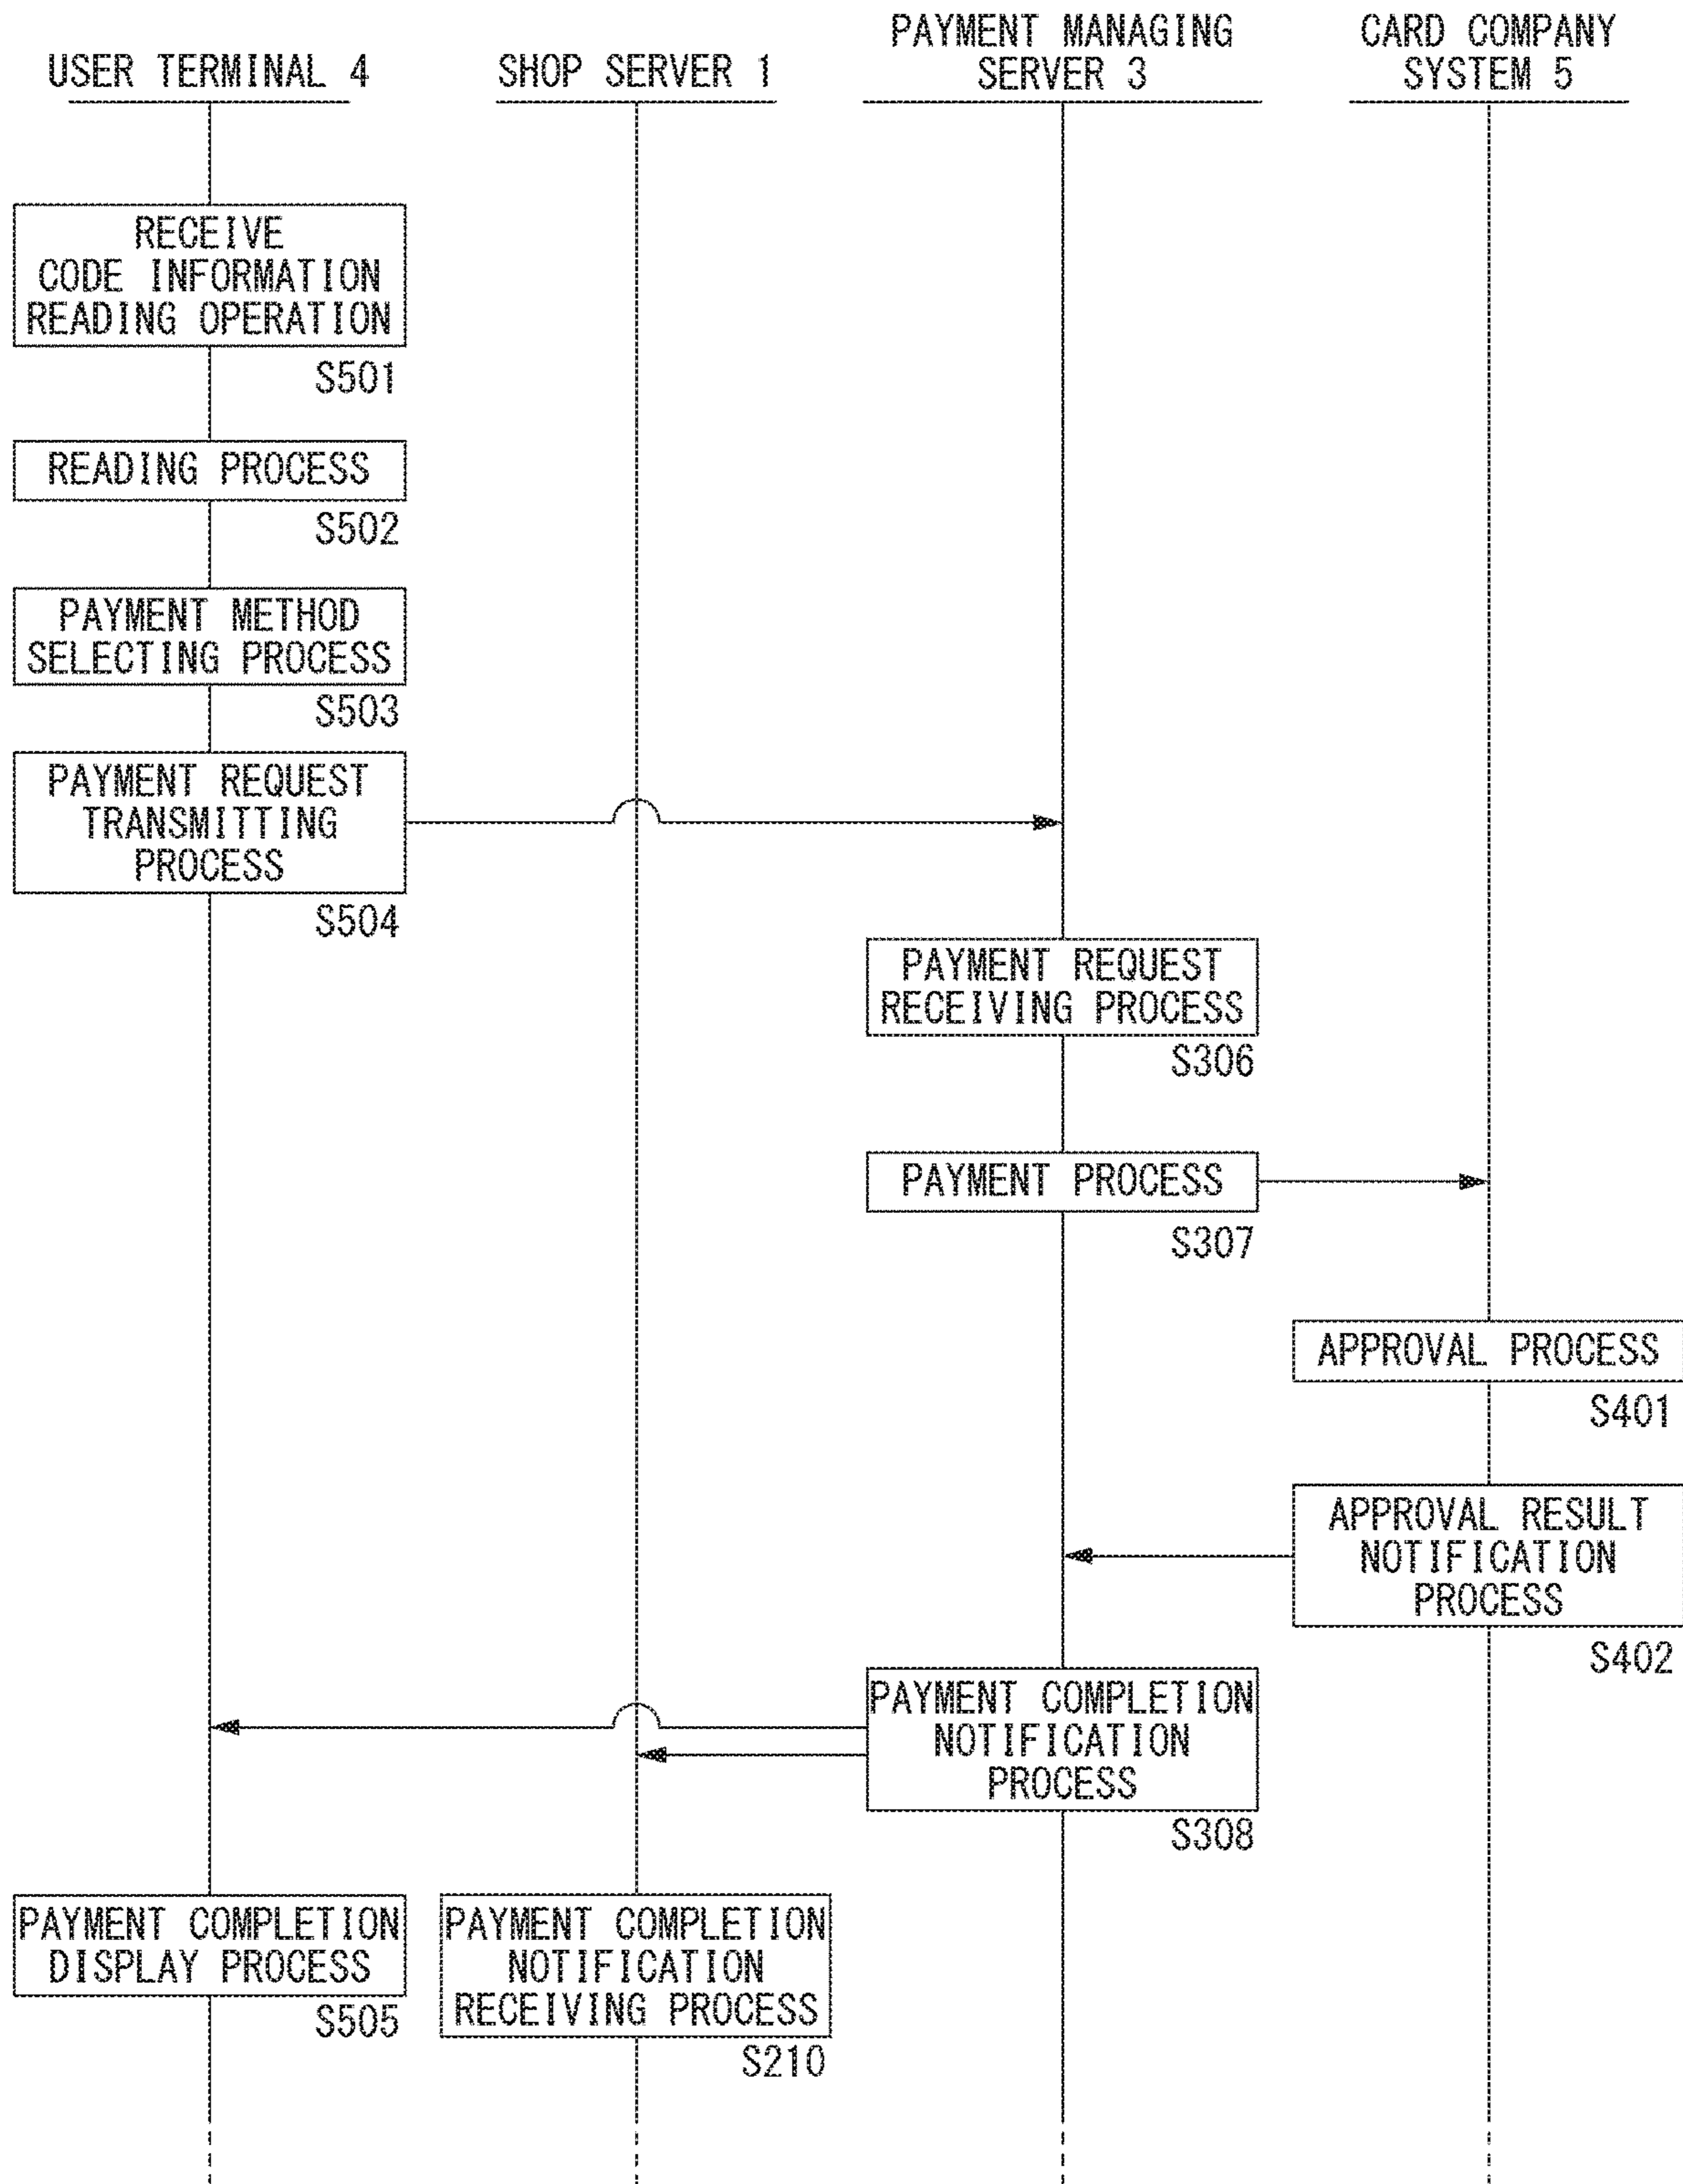 USER TERMINAL 4
SHOP SERVER 1
PAYMENT MANAGING
SERVER 3
CARD COMPANY
SYSTEM 5
RECEIVE
CODE INFORMATION
READING OPERATION
S501
READING PROCESS
S502
PAYMENT METHOD
SELECTING PROCESS
S503
PAYMENT REQUEST
TRANSMITTING
PROCESS
S504
PAYMENT REQUEST
RECEIVING PROCESS
S306
PAYMENT PROCESS
S307
APPROVAL PROCESS
S401
APPROVAL RESULT
NOTIFICATION
PROCESS
S402
PAYMENT COMPLETION
NOTIFICATION
PROCESS
S308
PAYMENT COMPLETION
DISPLAY PROCESS
S505
PAYMENT COMPLETION
NOTIFICATION
RECEIVING PROCESS
S210